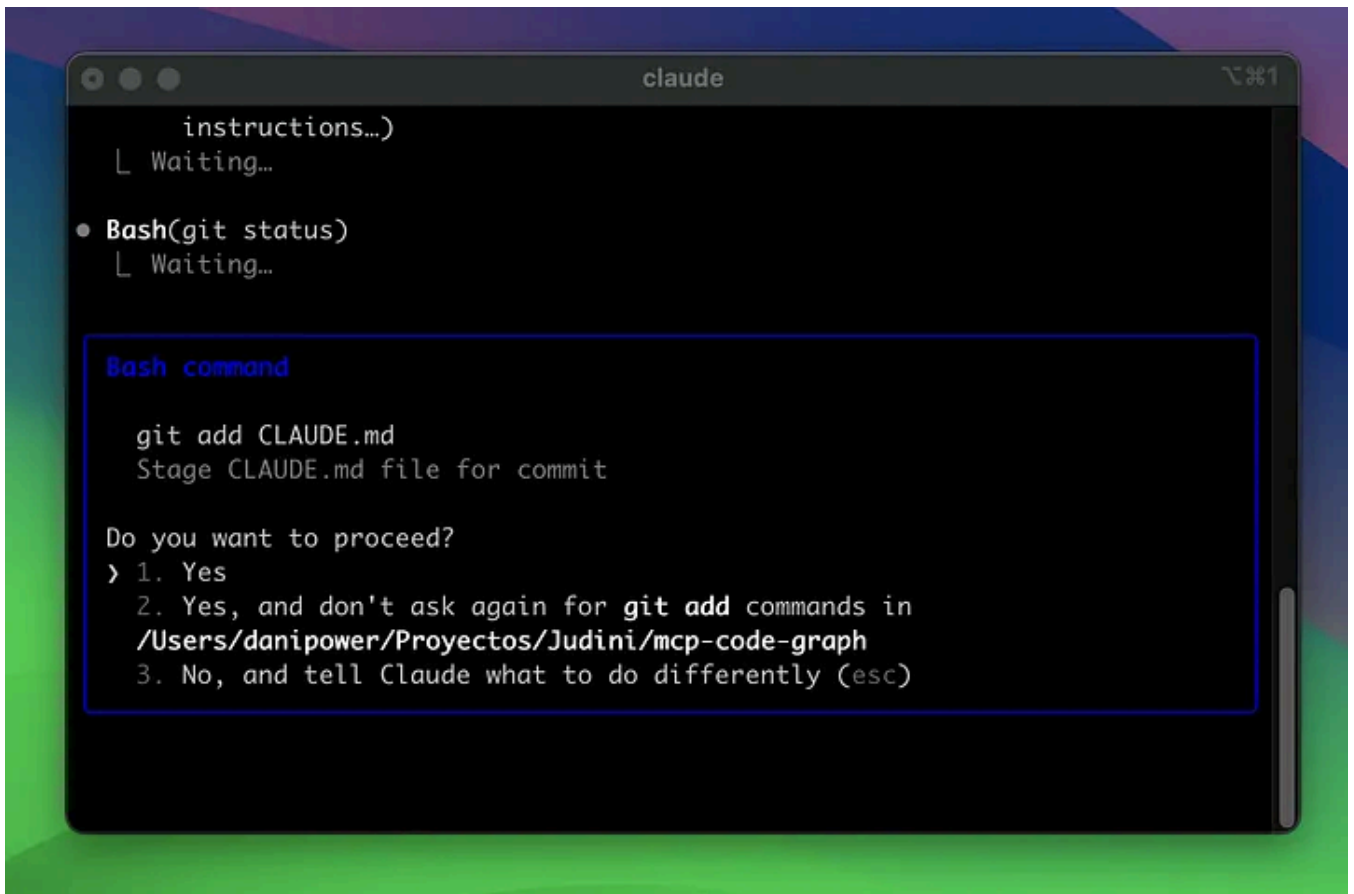 claude
⌥⌘1
instructions…)
⎣ Waiting…
● Bash(git status)
⎣ Waiting…
Bash command
git add CLAUDE.md
Stage CLAUDE.md file for commit
Do you want to proceed?
❯ 1. Yes
2. Yes, and don't ask again for git add commands in
/Users/danipower/Proyectos/Judini/mcp-code-graph
3. No, and tell Claude what to do differently (esc)